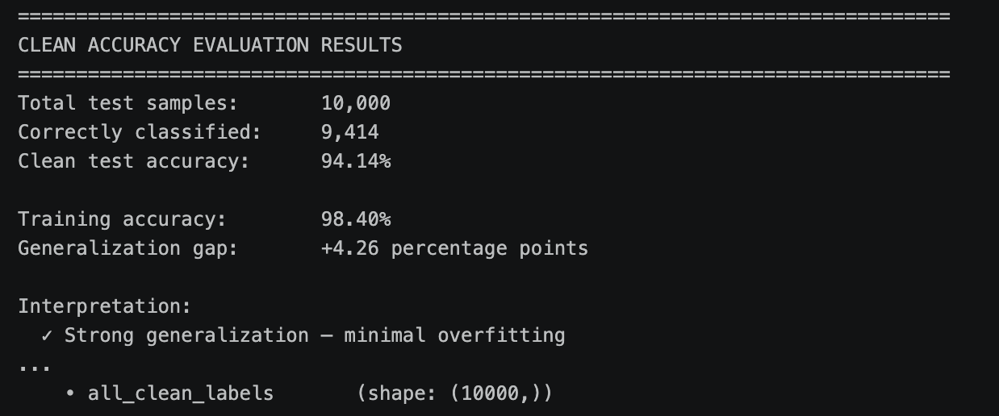 ================================================================================
CLEAN ACCURACY EVALUATION RESULTS
================================================================================
Total test samples:       10,000
Correctly classified:     9,414
Clean test accuracy:      94.14%

Training accuracy:        98.40%
Generalization gap:       +4.26 percentage points

Interpretation:
  ✓ Strong generalization — minimal overfitting
...
    • all_clean_labels       (shape: (10000,))